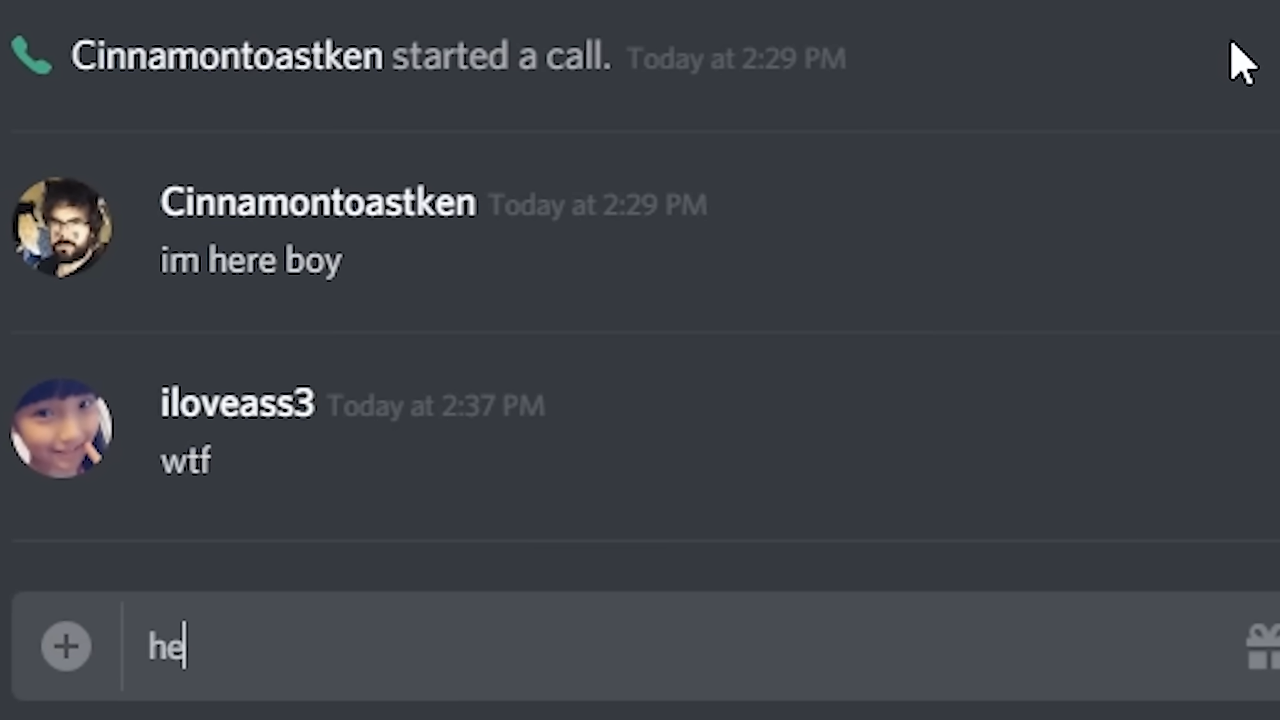 Cinnamontoastken started a call. Today at 2:29 PM
Cinnamontoastken Today at 2:29 PM
im here boy
iloveass3 Today at 2:37 PM
wtf
he